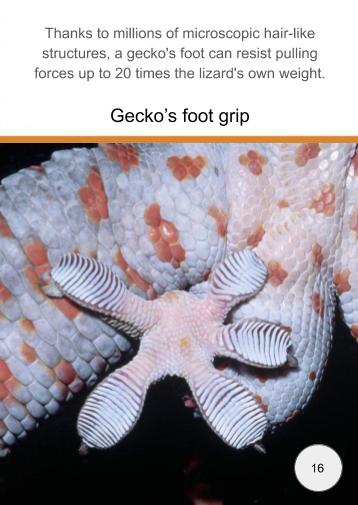 Thanks to millions of microscopic hair-like
structures, a gecko's foot can resist pulling
forces up to 20 times the lizard's own weight.
Gecko’s foot grip
16